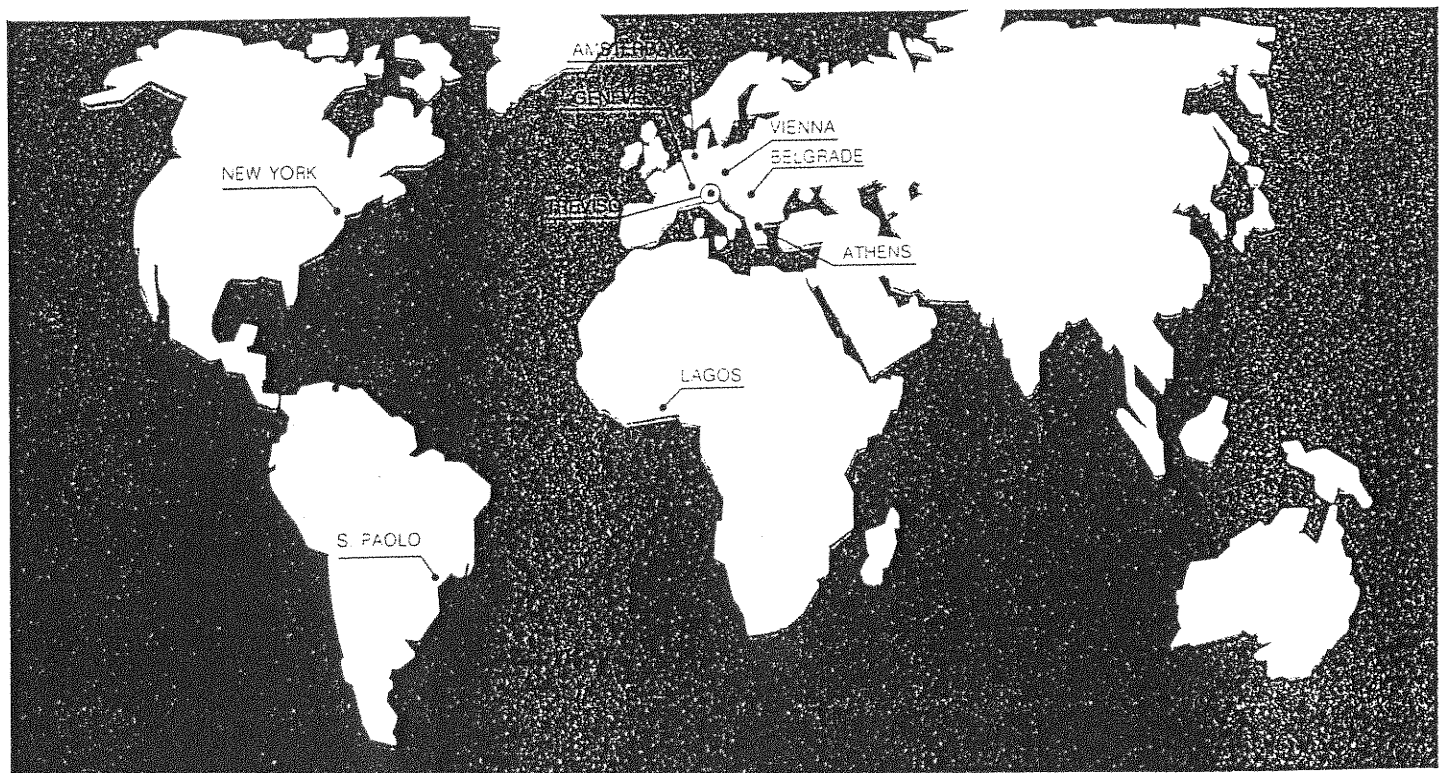 AMSTERDAM
GENEVE
VIENNA
BELGRADE
NEW YORK
TREVISO
ATHENS
LAGOS
S. PAOLO